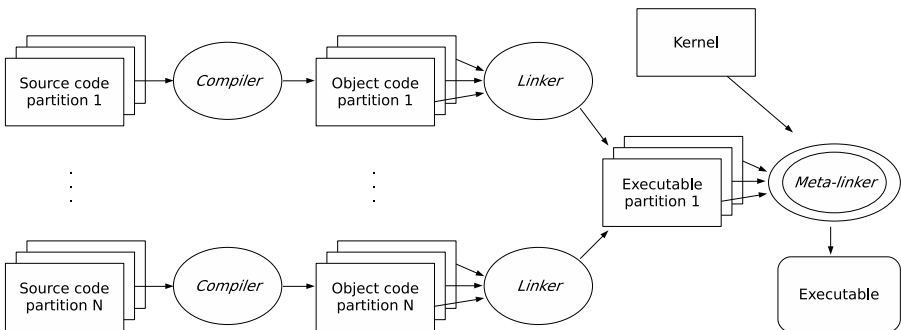 Source code
partition 1
Compiler
Object code
partition 1
Linker
Kernel
Executable
partition 1
Meta-linker
Source code
partition N
Compiler
Object code
partition N
Linker
Executable